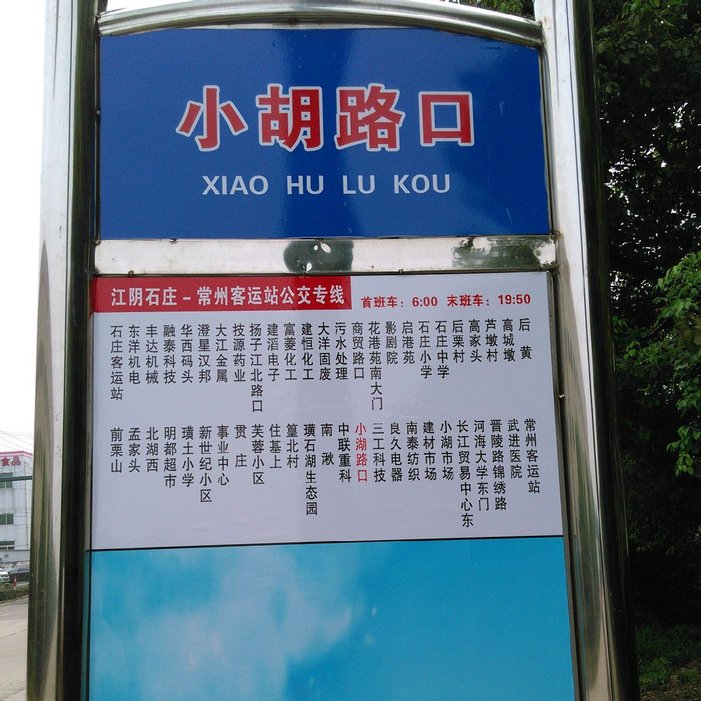 小胡路口
XIAO HU LU KOU
江阴石庄－常州客运站公交专线 首班车：6:00 末班车：19:50
石庄客运站
东洋机电
丰达机械
融泰科技
华西码头
澄星汉邦
大江金属
技源药业
扬子江北路口
建滔电子
富菱化工
建恒化工
大洋固废
污水处理
商贸路口
花港苑南大门
影剧院
启港苑
石庄小学
石庄中学
后栗村
高家头
芦墩村
高城墩
后黄
前栗山
孟家头
北湖西
明都超市
璜土小学
新世纪小区
事业中心
贯庄
芙蓉小区
住基上
篁北村
璜石湖生态园
南湫
中联重科
小湖路口
三工科技
良久电器
南泰纺织
建材市场
小湖市场
长江贸易中心东
河海大学东门
晋陵路锦绣路
武进医院
常州客运站
食品